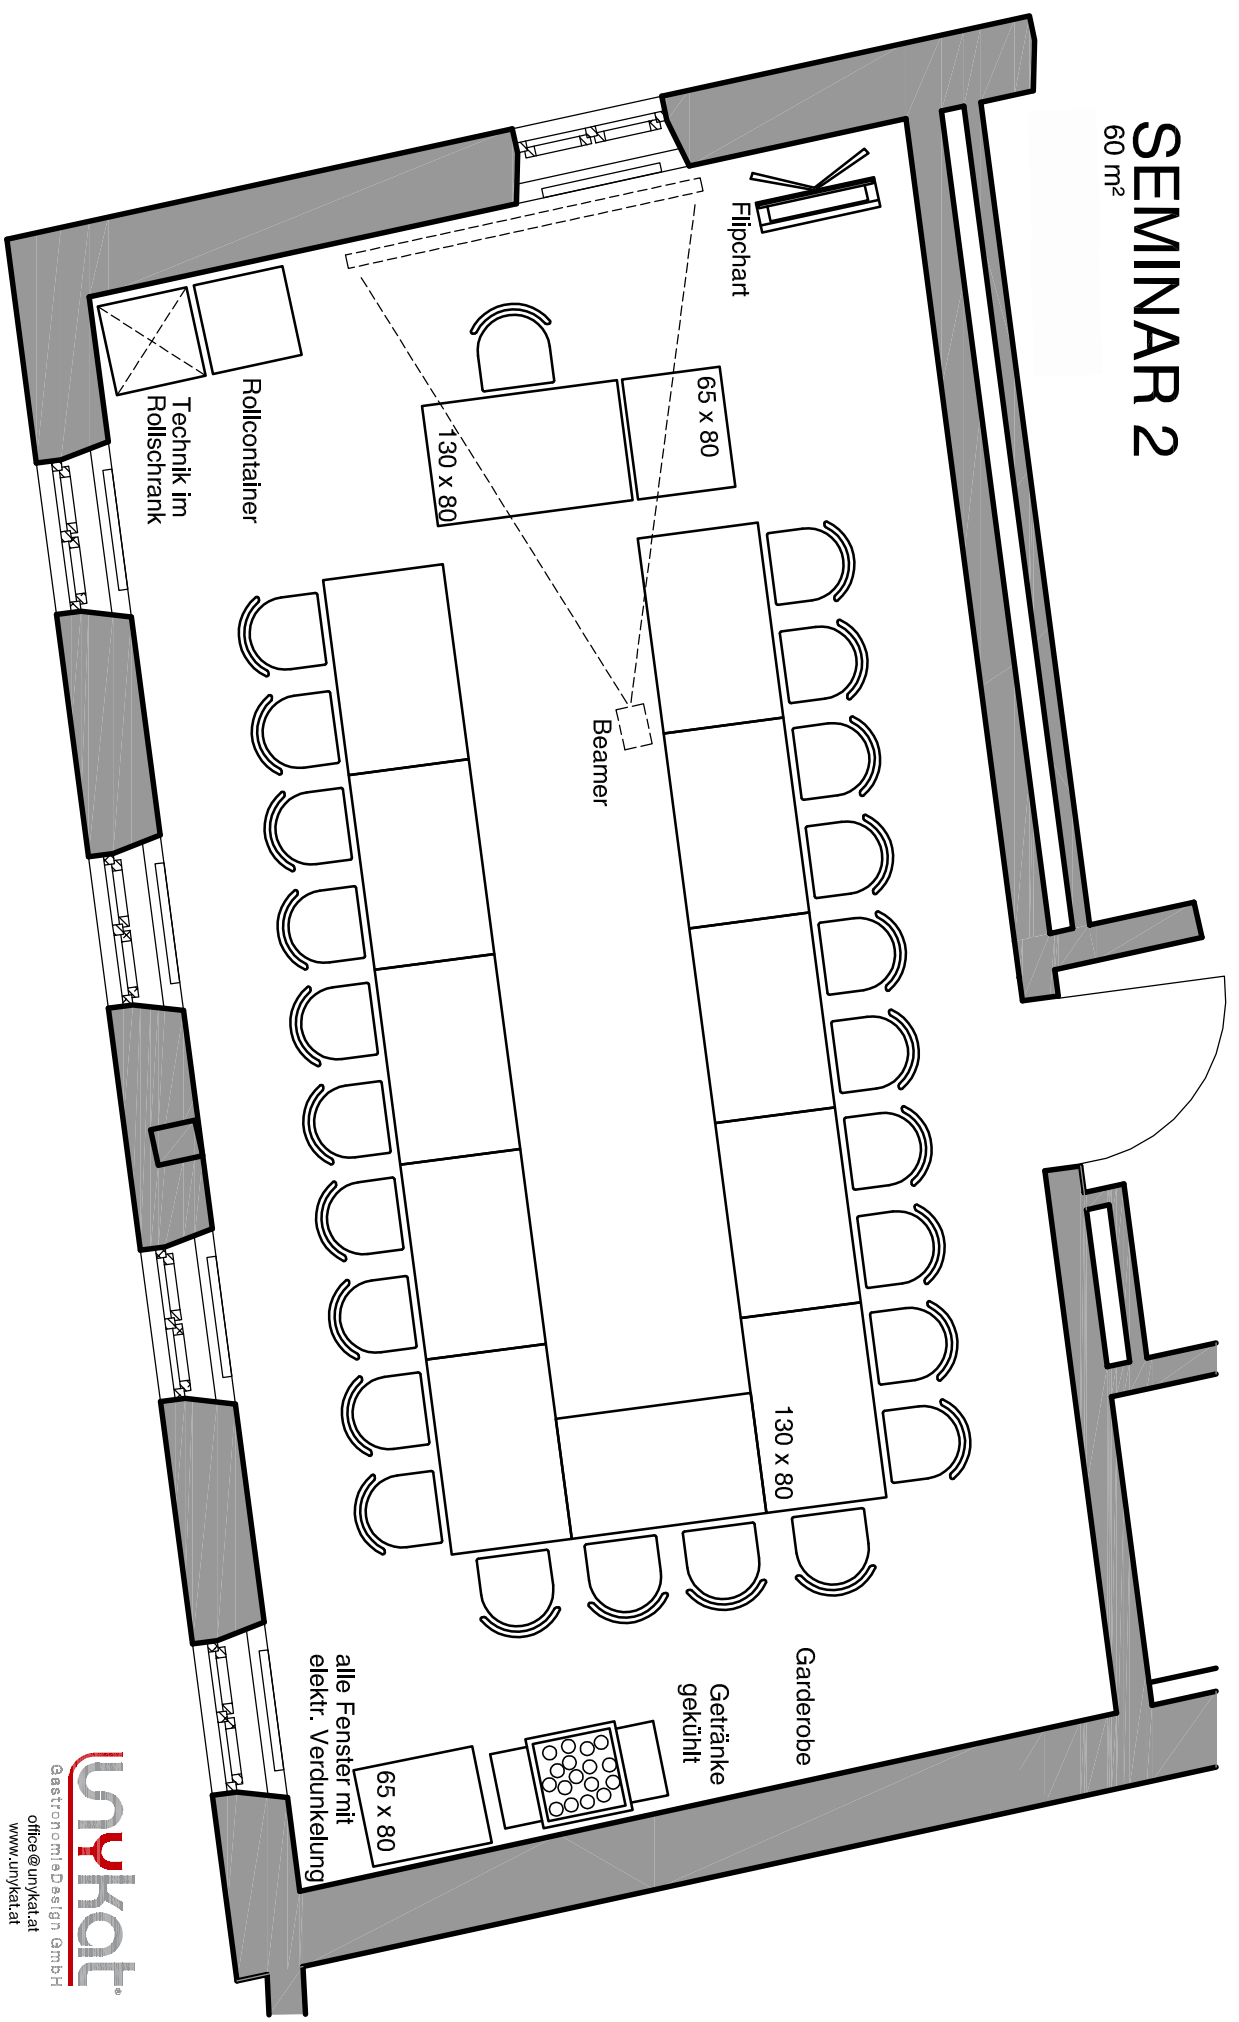 SEMINAR 2
60 m²
Flipchart
65 x 80
130 x 80
Rollcontainer
Technik im
Rollschrank
Beamer
130 x 80
Garderobe
Getränke
gekühlt
alle Fenster mit
elektr. Verdunkelung
65 x 80
unykat®
GastronomieDesign GmbH
office@unykat.at
www.unykat.at